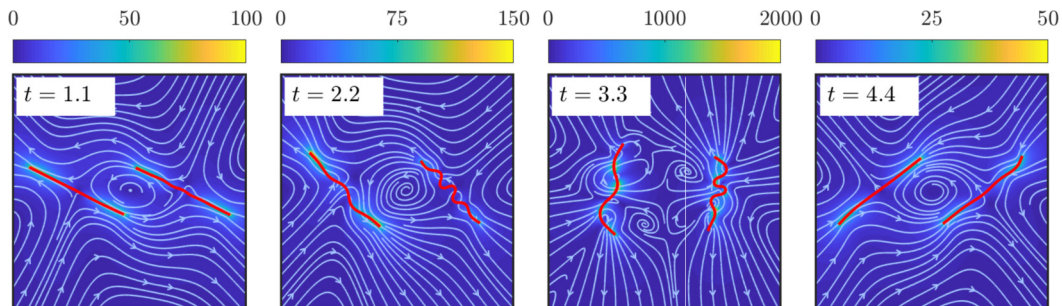 0 50 100
0 75 150
0 1000 2000
0 25 50
t = 1.1
t = 2.2
t = 3.3
t = 4.4